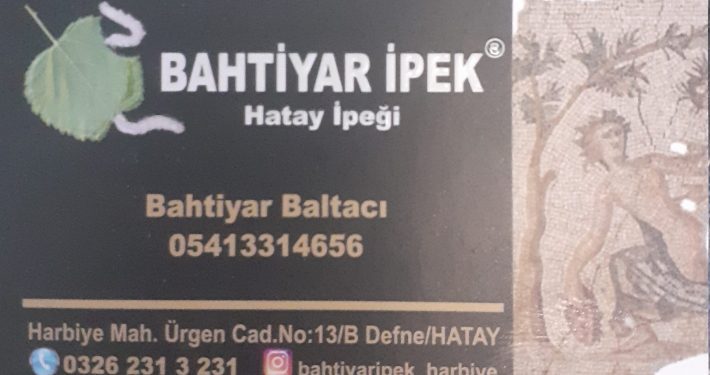 BAHTİYAR İPEK®
Hatay İpeği
Bahtiyar Baltacı
05413314656
Harbiye Mah. Ürgen Cad.No:13/B Defne/HATAY
0326 231 3 231 bahtiyaripek_harbiye